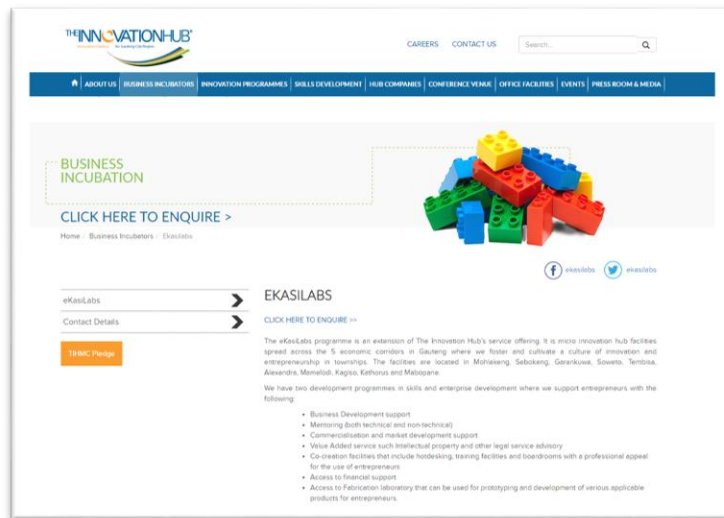 THE INNOVATIONHUB
CAREERS CONTACT US Search...
ABOUT US BUSINESS INCUBATORS INNOVATION PROGRAMMES SKILLS DEVELOPMENT HUB COMPANIES CONFERENCE VENUE OFFICE FACILITIES EVENTS PRESS ROOM & MEDIA
BUSINESS
INCUBATION
CLICK HERE TO ENQUIRE >
Home / Business Incubators / Ekasilabs
ekasilabs ekasilabs
eKasiLabs
Contact Details
TIHMC Pledge
EKASILABS
CLICK HERE TO ENQUIRE >>
The eKasiLabs programme is an extension of The Innovation Hub's service offering. It is micro innovation hub facilities
spread across the 5 economic corridors in Gauteng where we foster and cultivate a culture of innovation and
entrepreneurship in townships. The facilities are located in Mohlakeng, Sebokeng, Garankuwa, Soweto, Tembisa,
Alexandra, Mamelodi, Kagiso, Kathorus and Mabopane.
We have two development programmes in skills and enterprise development where we support entrepreneurs with the
following:
• Business Development support
• Mentoring (both technical and non-technical)
• Commercialisation and market development support
• Value Added service such Intellectual property and other legal service advisory
• Co-creation facilities that include hotdesking, training facilities and boardrooms with a professional appeal
for the use of entrepreneurs
• Access to financial support
• Access to Fabrication laboratory that can be used for prototyping and development of various applicable
products for entrepreneurs.